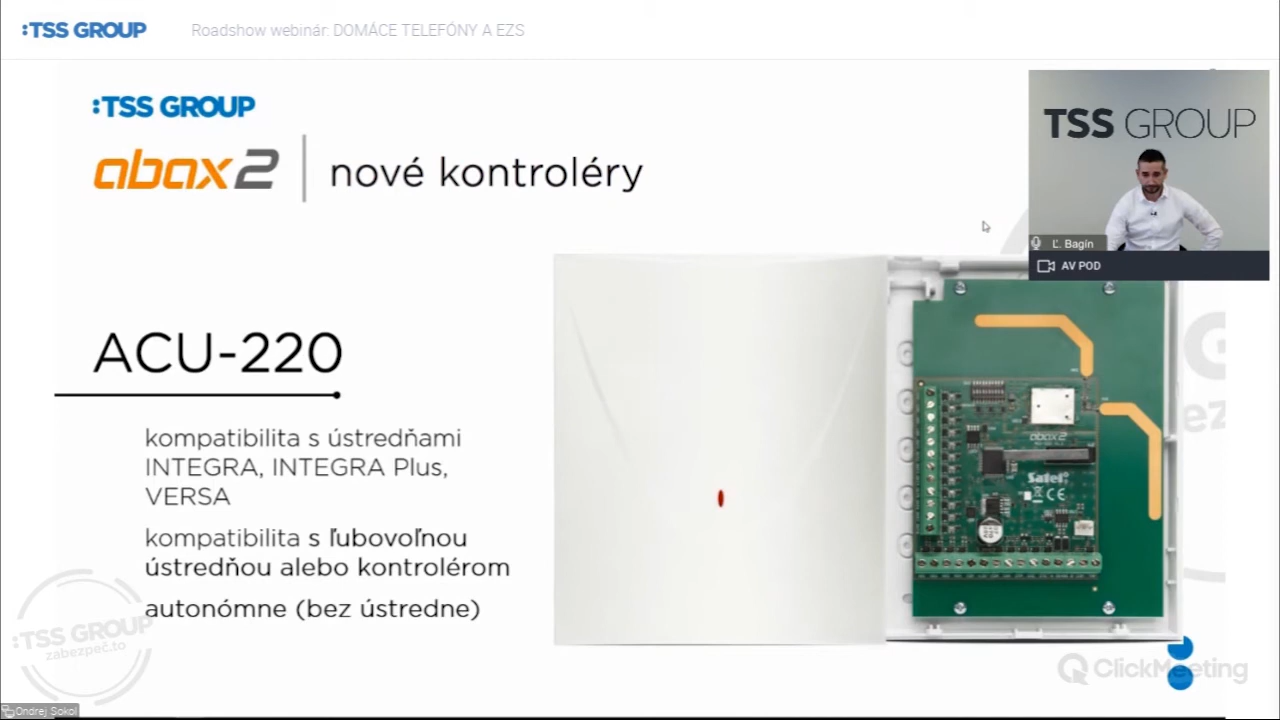 :TSS GROUP
Roadshow webinár: DOMÁCE TELEFÓNY A EZS
:TSS GROUP
abax2
nové kontroléry
TSS GROUP
Ľ. Bagín
AV POD
ACU-220
kompatibilita s ústredňami
INTEGRA, INTEGRA Plus,
VERSA
kompatibilita s ľubovoľnou
ústredňou alebo kontrolérom
autonómne (bez ústredne)
abax2
Satel
CE
:TSS GROUP
zabezpeč.to
ClickMeeting
Ondrej Sokol